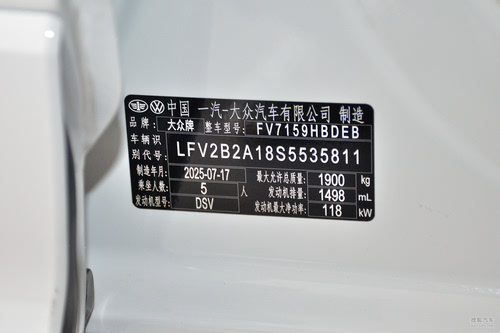 中国 一汽-大众汽车有限公司 制造
品牌: 大众牌 整车型号: FV7159HBDEB
车辆识别代号: LFV2B2A18S5535811
制造年月: 2025-07-17 最大允许总质量: 1900 kg
乘坐人数: 5 人 发动机排量: 1498 mL
发动机型号: DSV 发动机最大净功率: 118 kW